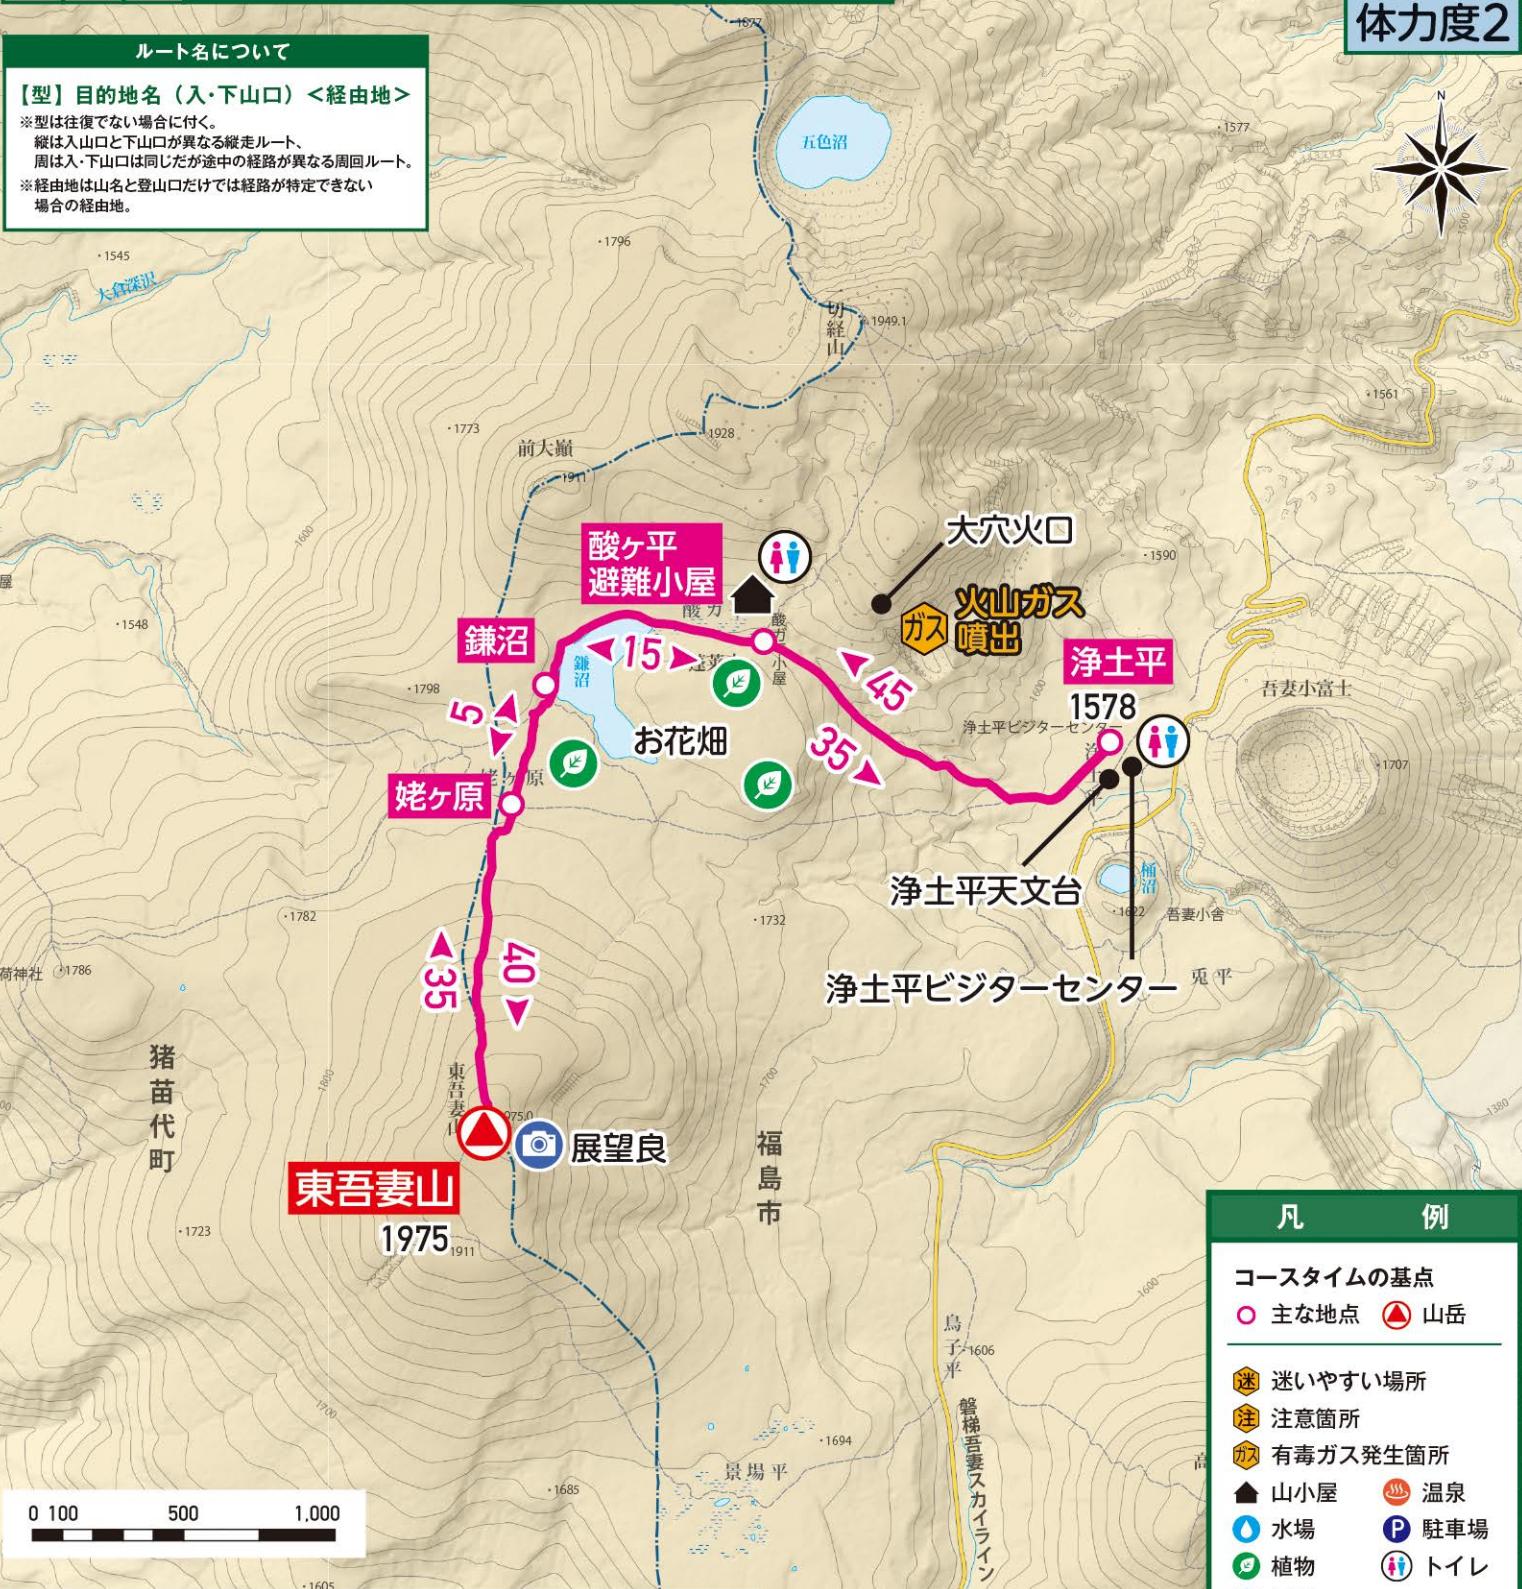 体力度2
ルート名について
【型】目的地名（入・下山口）＜経由地＞
※型は往復でない場合に付く。
縦は入山口と下山口が異なる縦走ルート、
周は入・下山口は同じだが途中の経路が異なる周回ルート。
※経由地は山名と登山口だけでは経路が特定できない
場合の経由地。
N
1877
五色沼
1577
1500
1796
1545
大倉深沢
一切経山
1949.1
1561
1773
1928
前大巓
1911
1600
大穴火口
1590
酸ヶ平
避難小屋
ガス
火山ガス
噴出
屋
1548
鎌沼
鎌沼
15
浄土平
1578
1600
吾妻小富士
1798
45
5
お花畑
35
浄土平ビジターセンター
1707
姥ヶ原
姥ヶ原
浄土平天文台
桶沼
1622
吾妻小舎
1782
1732
荷神社
1786
35
40
浄土平ビジターセンター
兎平
猪苗代町
1800
東吾妻山
1700
1380
福島市
展望良
東吾妻山
1975
1911
1723
1600
鳥子平
1606
磐梯吾妻スカイライン
1700
1694
景場平
1685
1605
高
0 100 500 1,000
凡例
コースタイムの基点
主な地点 山岳
迷 迷いやすい場所
注 注意箇所
ガス 有毒ガス発生箇所
山小屋 温泉
水場 P 駐車場
植物 トイレ